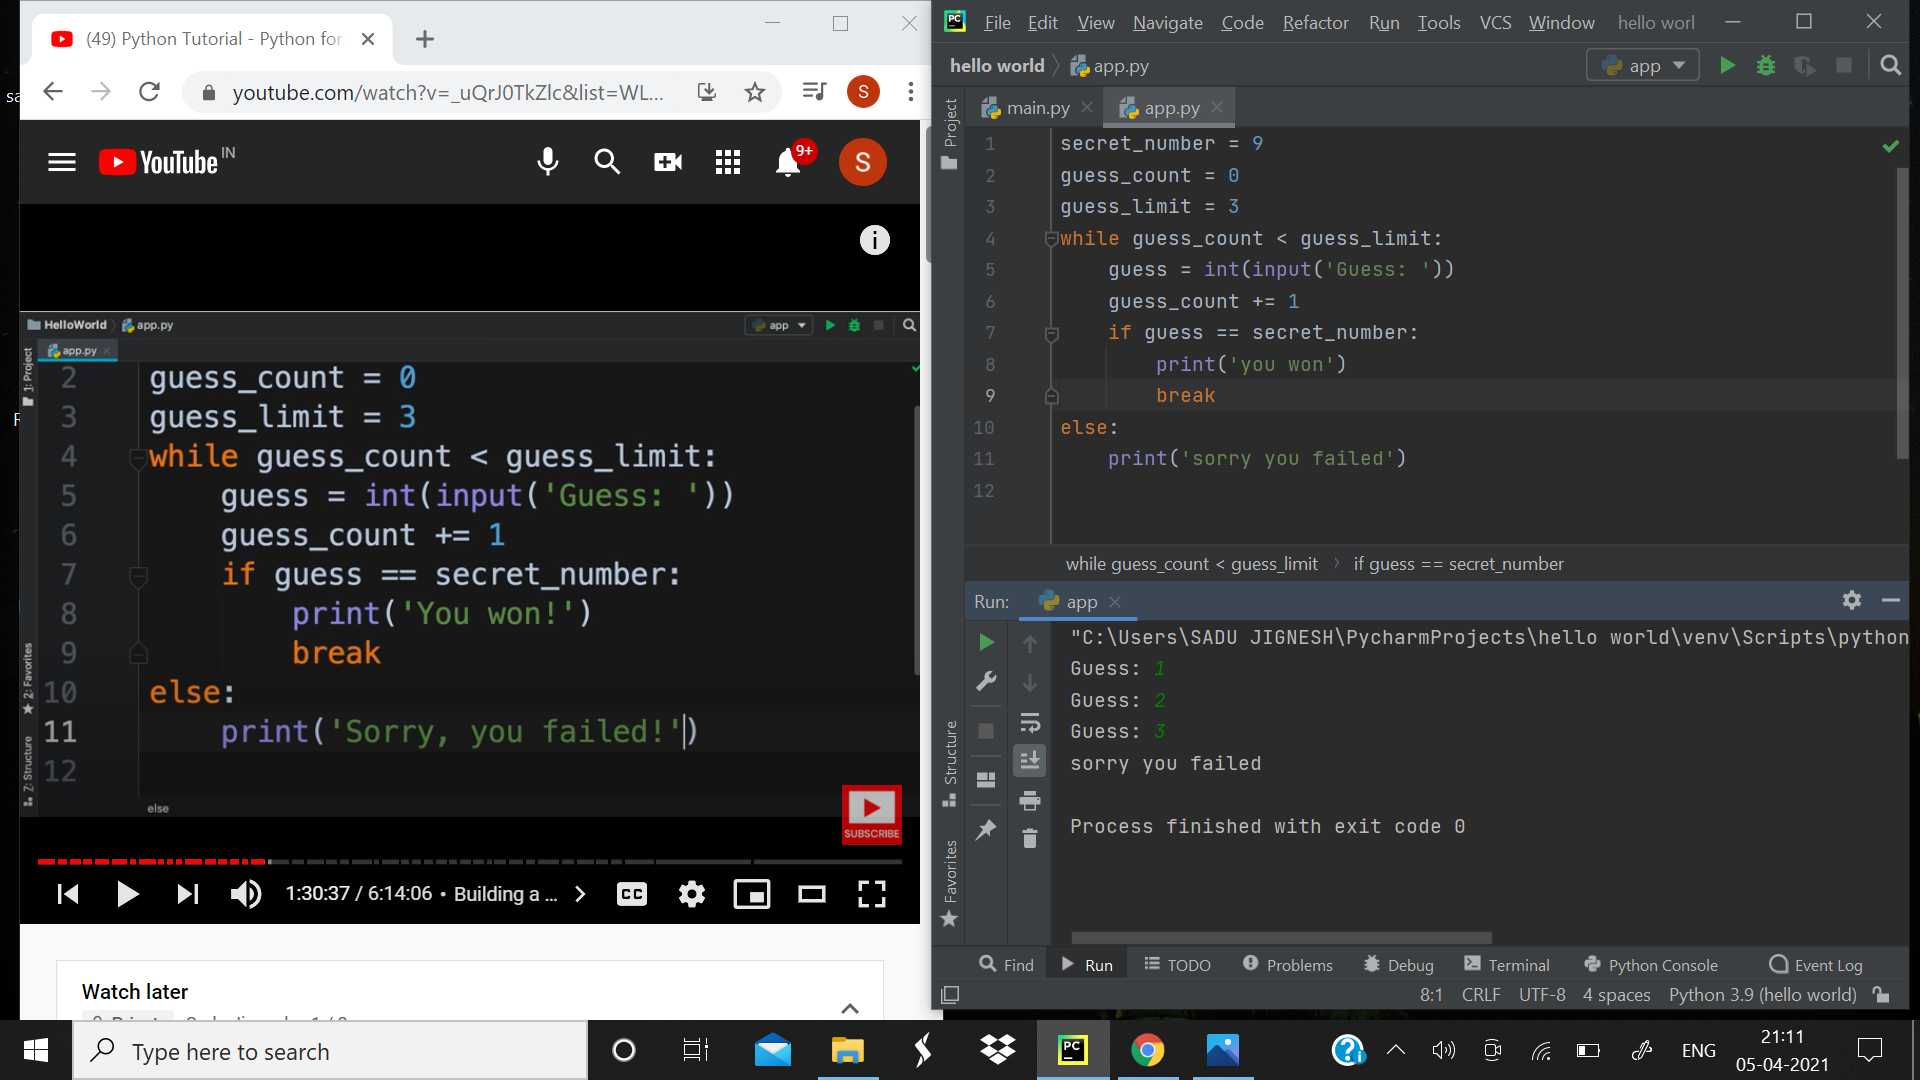 (49) Python Tutorial - Python for
youtube.com/watch?v=_uQrJ0TkZlc&list=WL...
S
YouTube IN
9+
S
HelloWorld
app.py
app
app.py
1: Project
2: Favorites
Z: Structure
2 guess_count = 0
3 guess_limit = 3
4 while guess_count < guess_limit:
5 guess = int(input('Guess: '))
6 guess_count += 1
7 if guess == secret_number:
8 print('You won!')
9 break
10 else:
11 print('Sorry, you failed!')
12
else
SUBSCRIBE
1:30:37 / 6:14:06 • Building a ...
CC
Watch later
PC
File Edit View Navigate Code Refactor Run Tools VCS Window hello worl
hello world app.py
app
main.py
app.py
Project
Structure
Favorites
1 secret_number = 9
2 guess_count = 0
3 guess_limit = 3
4 while guess_count < guess_limit:
5 guess = int(input('Guess: '))
6 guess_count += 1
7 if guess == secret_number:
8 print('you won')
9 break
10 else:
11 print('sorry you failed')
12
while guess_count < guess_limit
if guess == secret_number
Run: app
"C:\Users\SADU JIGNESH\PycharmProjects\hello world\venv\Scripts\python
Guess: 1
Guess: 2
Guess: 3
sorry you failed
Process finished with exit code 0
Find Run TODO Problems Debug Terminal Python Console Event Log
8:1 CRLF UTF-8 4 spaces Python 3.9 (hello world)
Type here to search
PC
ENG
21:11
05-04-2021